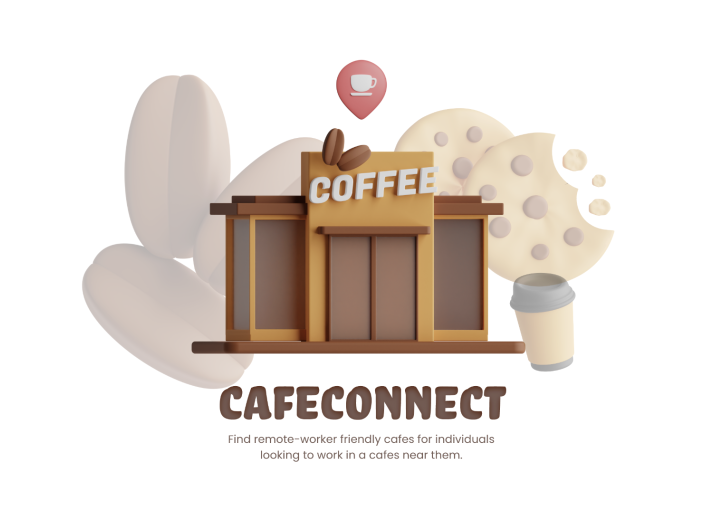 COFFEE
CAFECONNECT
Find remote-worker friendly cafes for individuals
looking to work in a cafes near them.